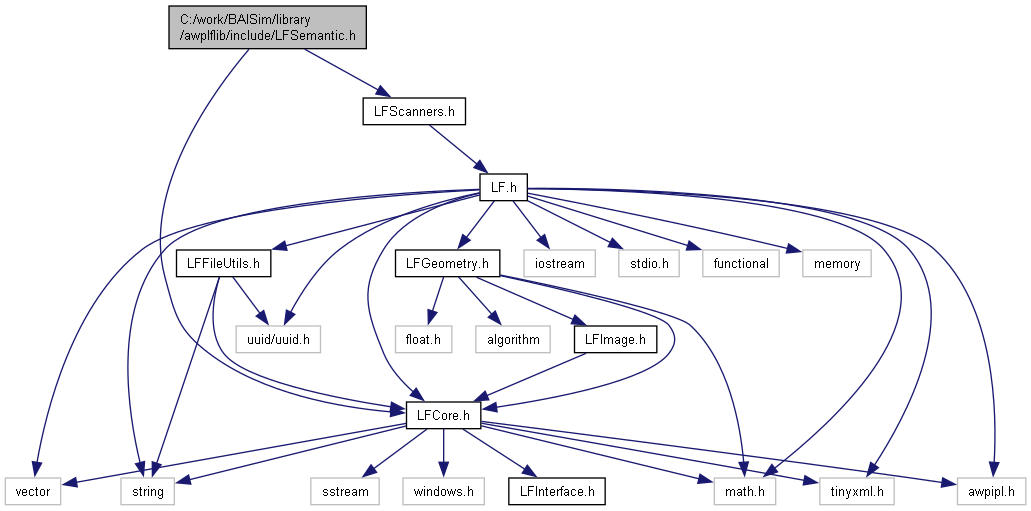 C:/work/BAISim/library
/awplflib/include/LFSemantic.h
LFScanners.h
LF.h
LFFileUtils.h
LFGeometry.h
iostream
stdio.h
functional
memory
uuid/uuid.h
float.h
algorithm
LFImage.h
LFCore.h
vector
string
sstream
windows.h
LFInterface.h
math.h
tinyxml.h
awpipl.h